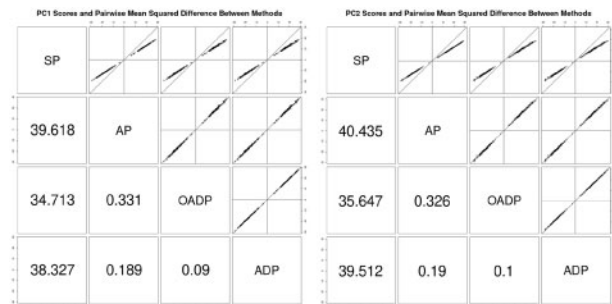 PC1 Scores and Pairwise Mean Squared Difference Between Methods
SP
39.618 AP
34.713 0.331 OADP
38.327 0.189 0.09 ADP
PC2 Scores and Pairwise Mean Squared Difference Between Methods
SP
40.435 AP
35.647 0.326 OADP
39.512 0.19 0.1 ADP